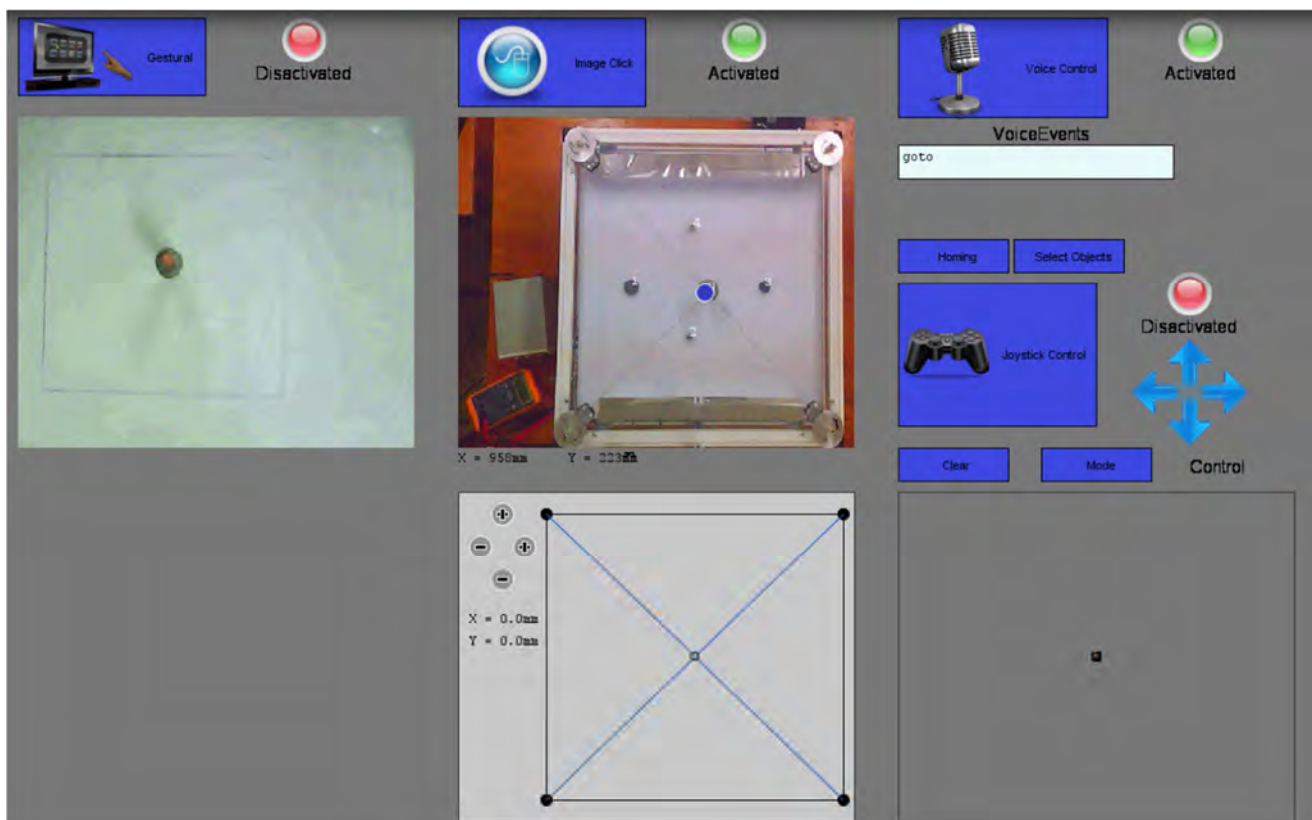 Gestural
Disactivated
Image Click
Activated
Voice Control
Activated
VoiceEvents
goto
Homing
Select Objects
Disactivated
Joystick Control
X = 958mm Y = 223mm
Clear
Mode
Control
X = 0.0mm
Y = 0.0mm